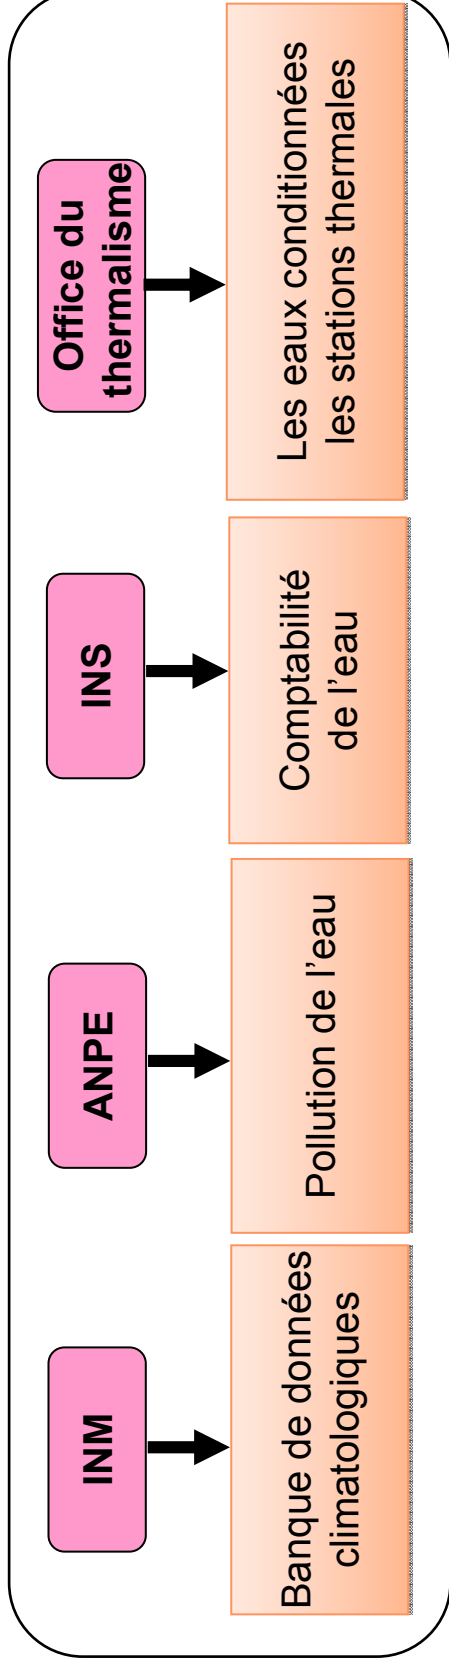 INM
Banque de données
climatologiques
ANPE
Pollution de l’eau
INS
Comptabilité
de l’eau
Office du
thermalisme
Les eaux conditionnées
les stations thermales